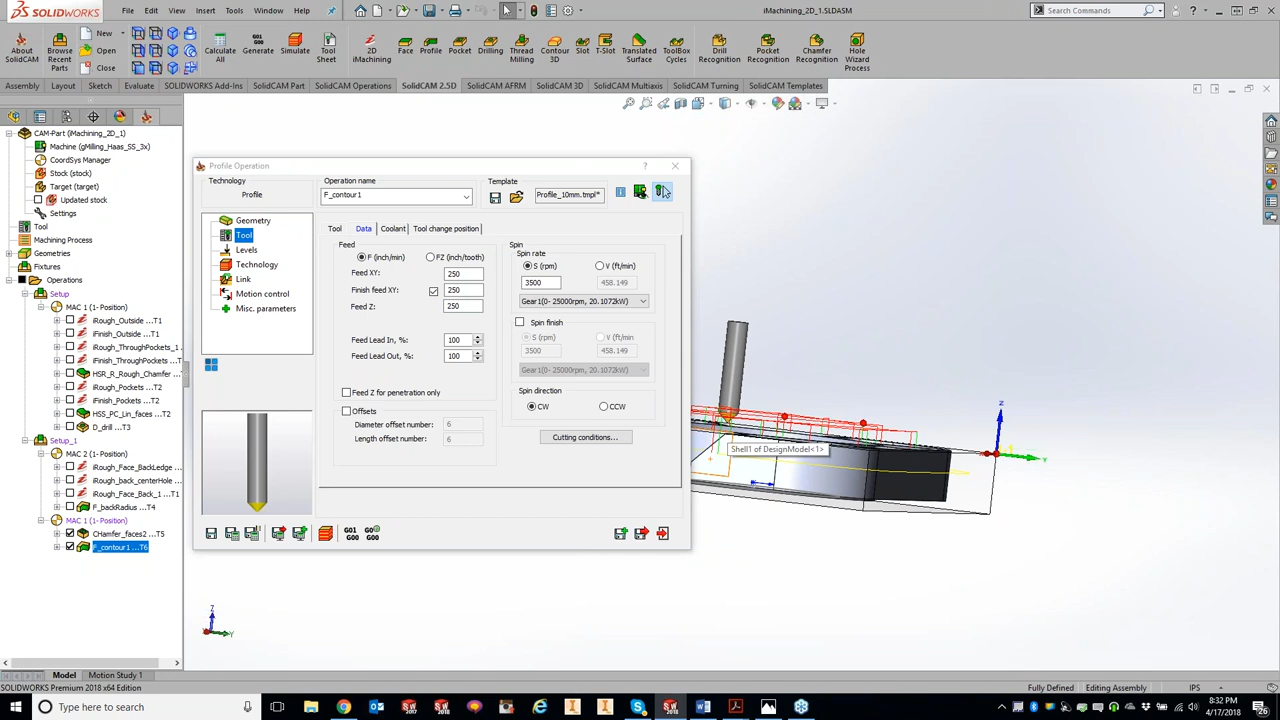 SOLIDWORKS File Edit View Insert Tools Window Help iMachining_2D_1.SLDASM Search Commands
About SOLIDCAM
Browse Recent Parts
New
Open
Close
Calculate All
Generate
Simulate
Tool Sheet
2D iMachining
Face
Profile
Pocket
Drilling
Thread Milling
Contour 3D
Slot
T-Slot
Translated Surface
ToolBox Cycles
Drill Recognition
Pocket Recognition
Chamfer Recognition
Hole Wizard Process
Assembly Layout Sketch Evaluate SOLIDWORKS Add-Ins SolidCAM Part SolidCAM Operations SolidCAM 2.5D SolidCAM AFRM SolidCAM 3D SolidCAM Multiaxis SolidCAM Turning SolidCAM Templates
CAM-Part (iMachining_2D_1)
Machine (gMilling_Haas_SS_3x)
CoordSys Manager
Stock (stock)
Target (target)
Updated stock
Settings
Tool
Machining Process
Geometries
Fixtures
Operations
Setup
MAC 1 (1- Position)
iRough_Outside ...T1
iFinish_Outside ...T1
iRough_ThroughPockets_1
iFinish_ThroughPockets ...T
HSR_R_Rough_Chamfer ...
iRough_Pockets ...T2
iFinish_Pockets ...T2
HSS_PC_Lin_faces ...T2
D_drill ...T3
Setup_1
MAC 2 (1- Position)
iRough_Face_BackLedge
iRough_back_centerHole
iRough_Face_Back_1 ...T1
F_backRadius ...T4
MAC 1 (1- Position)
CHamfer_faces2 ...T5
F_contour1 ...T6
Profile Operation ?
Technology
Profile
Operation name
F_contour1
Template
Profile_10mm.tmpl*
Geometry
Tool
Levels
Technology
Link
Motion control
Misc. parameters
Tool Data Coolant Tool change position
Feed
F (inch/min) FZ (inch/tooth)
Feed XY: 250
Finish feed XY: 250
Feed Z: 250
Feed Lead In, %: 100
Feed Lead Out, %: 100
Feed Z for penetration only
Offsets
Diameter offset number: 6
Length offset number: 6
Spin
Spin rate
S (rpm) V (ft/min)
3500 458.149
Gear1(0- 25000rpm, 20.1072kW)
Spin finish
S (rpm) V (ft/min
3500 458.149
Gear1(0- 25000rpm, 20.1072kW)
Spin direction
CW CCW
Cutting conditions...
G01 G00
G01 G00
Shell1 of DesignModel<1>
Z
Y
Z
Y
Model Motion Study 1
SOLIDWORKS Premium 2018 x64 Edition Fully Defined Editing Assembly IPS
Type here to search
8:32 PM
4/17/2018